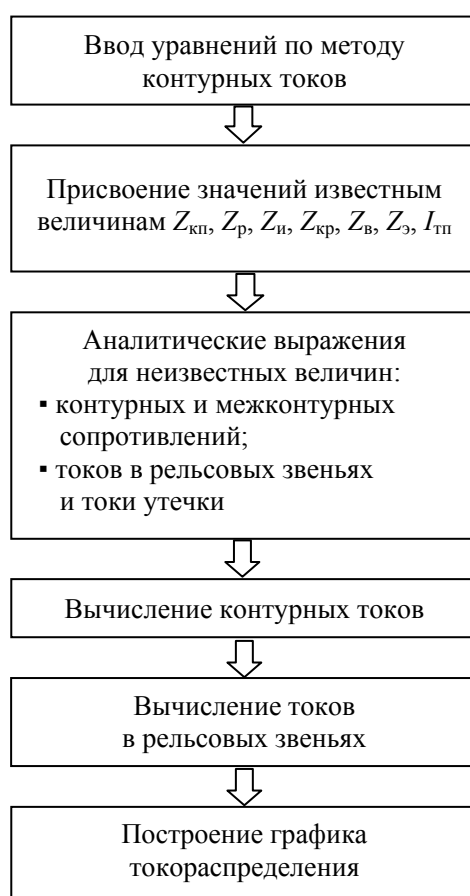 Ввод уравнений по методу
контурных токов
Присвоение значений известным
величинам Zкп, Zр, Zи, Zкр, Zв, Zэ, Iтп
Аналитические выражения
для неизвестных величин:
▪ контурных и межконтурных
сопротивлений;
▪ токов в рельсовых звеньях
и токи утечки
Вычисление контурных токов
Вычисление токов
в рельсовых звеньях
Построение графика
токораспределения